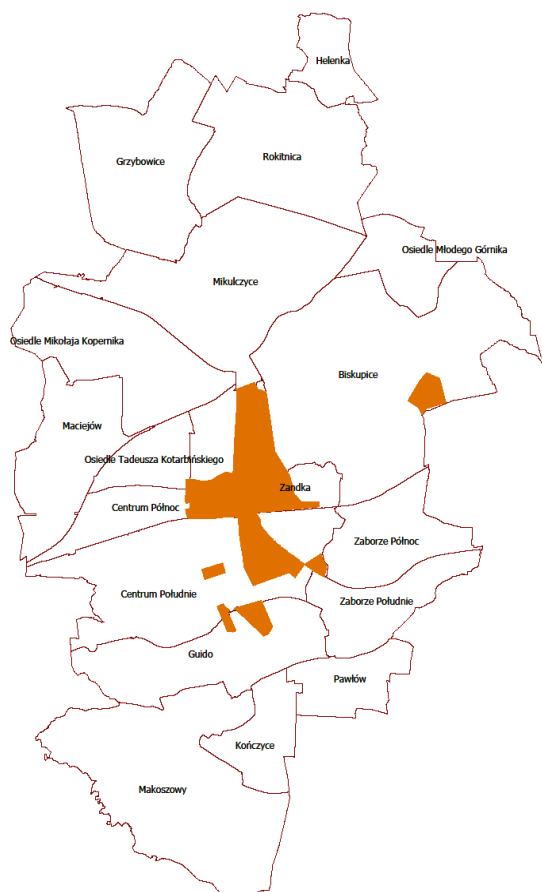 Helenka
Grzybowice
Rokitnica
Osiedle Młodego Górnika
Mikulczyce
Osiedle Mikołaja Kopernika
Biskupice
Maciejów
Osiedle Tadeusza Kotarbińskiego
Zandka
Centrum Północ
Zaborze Północ
Centrum Południe
Zaborze Południe
Guido
Pawłów
Kończyce
Makoszowy